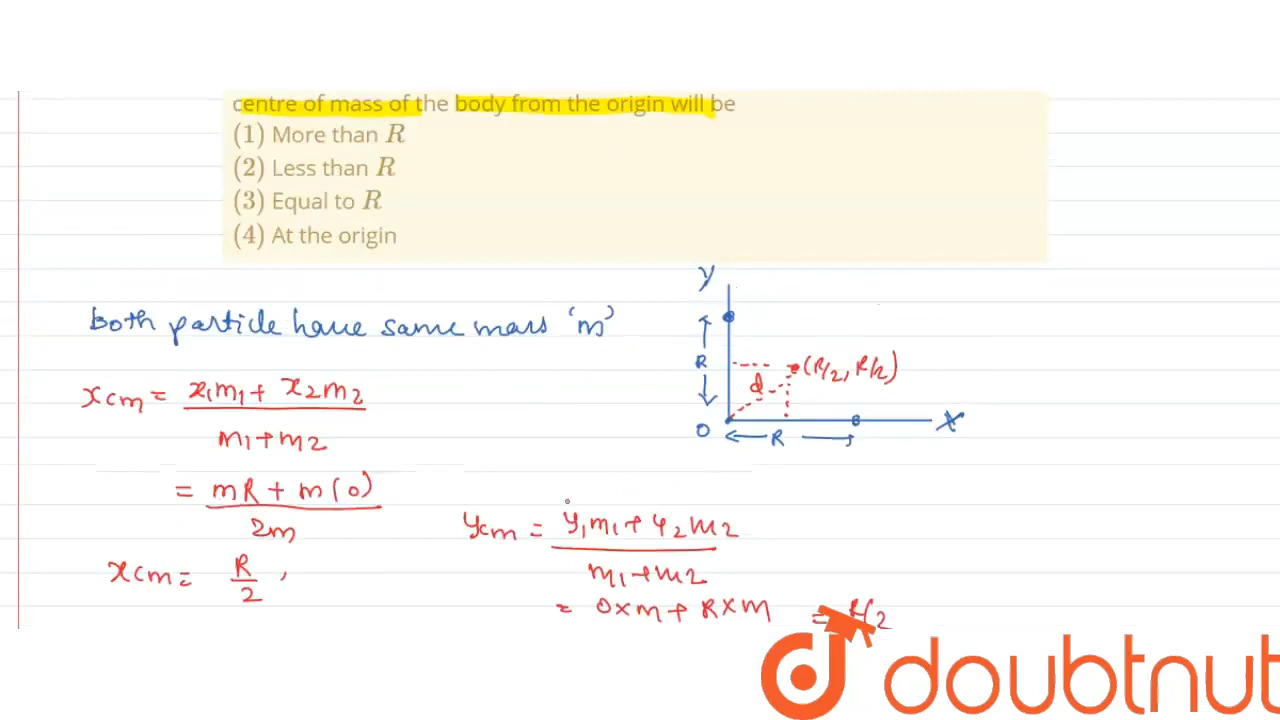 centre of mass of the body from the origin will be
(1) More than R
(2) Less than R
(3) Equal to R
(4) At the origin
Both particle have same mass 'm'
xcm = x1m1 + x2m2
m1 + m2
= mR + m(0)
2m
xcm = R
2
,
Y
R
d
(R/2, R/2)
O
R
X
ycm = y1m1 + y2m2
m1 + m2
= 0×m + R×m = R/2
doubtnut